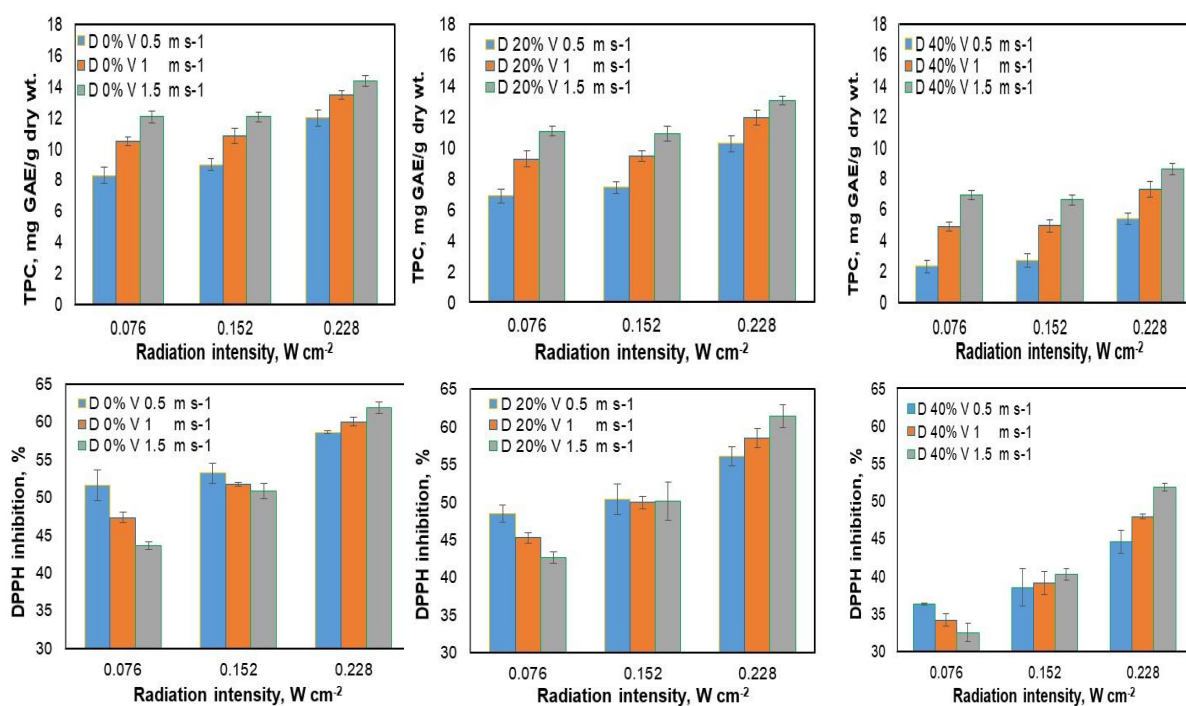 TPC, mg GAE/g dry wt.
18
16
14
12
10
8
6
4
2
0
D 0% V 0.5 m s-1
D 0% V 1 m s-1
D 0% V 1.5 m s-1
0.076 0.152 0.228
Radiation intensity, W cm-2
TPC, mg GAE/g dry wt.
18
16
14
12
10
8
6
4
2
0
D 20% V 0.5 m s-1
D 20% V 1 m s-1
D 20% V 1.5 m s-1
0.076 0.152 0.228
Radiation intensity, W cm-2
TPC, mg GAE/g dry wt.
18
16
14
12
10
8
6
4
2
0
D 40% V 0.5 m s-1
D 40% V 1 m s-1
D 40% V 1.5 m s-1
0.076 0.152 0.228
Radiation intensity, W cm-2
DPPH inhibition, %
65
60
55
50
45
40
35
30
D 0% V 0.5 m s-1
D 0% V 1 m s-1
D 0% V 1.5 m s-1
0.076 0.152 0.228
Radiation intensity, W cm-2
DPPH inhibition, %
65
60
55
50
45
40
35
30
D 20% V 0.5 m s-1
D 20% V 1 m s-1
D 20% V 1.5 m s-1
0.076 0.152 0.228
Radiation intensity, W cm-2
DPPH inhibition, %
65
60
55
50
45
40
35
30
D 40% V 0.5 m s-1
D 40% V 1 m s-1
D 40% V 1.5 m s-1
0.076 0.152 0.228
Radiation intensity, W cm-2